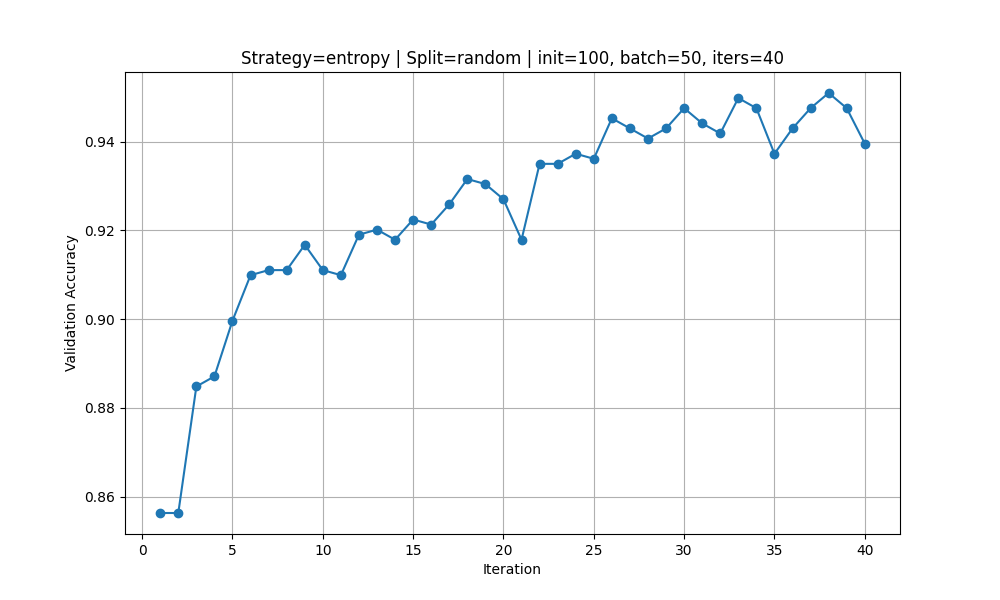 Strategy=entropy | Split=random | init=100, batch=50, iters=40
Validation Accuracy
0.94
0.92
0.90
0.88
0.86
0 5 10 15 20 25 30 35 40
Iteration